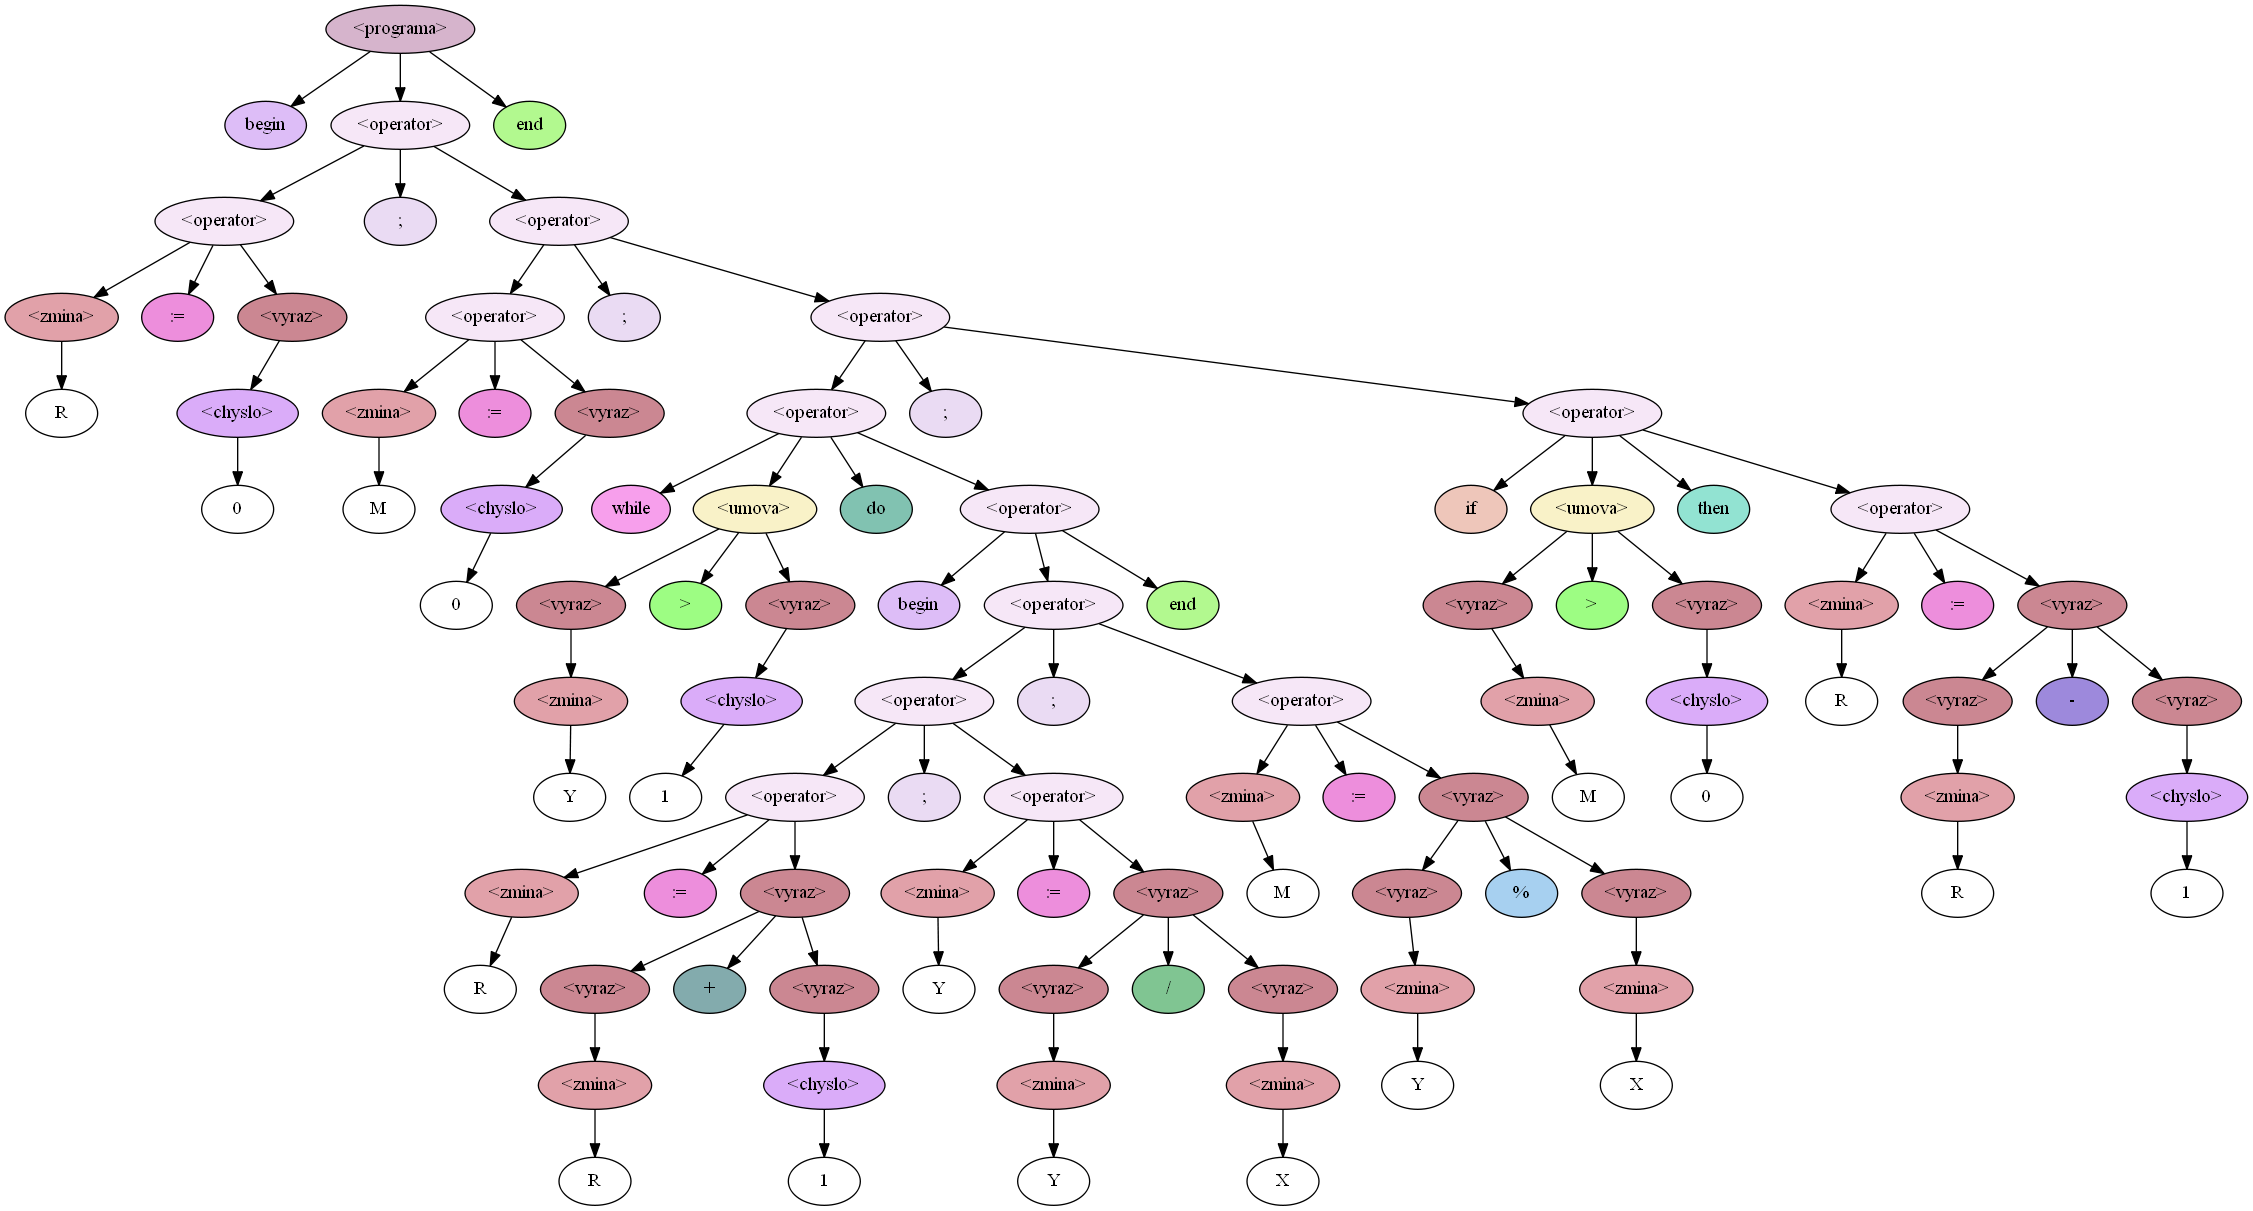 <programa>
begin <operator> end
<operator> ; <operator>
<zmina> := <vyraz> <operator> ; <operator>
R <chyslo> <zmina> := <vyraz> <operator> ; <operator>
0 M <chyslo> while <umova> do <operator> if <umova> then <operator>
0 <vyraz> > <vyraz> begin <operator> end <vyraz> > <vyraz> <zmina> := <vyraz>
<zmina> <chyslo> <operator> ; <operator> <zmina> <chyslo> R <vyraz> - <vyraz>
Y 1 <operator> ; <operator> <zmina> := <vyraz> M 0 <zmina> <chyslo>
<zmina> := <vyraz> <zmina> := <vyraz> M <vyraz> % <vyraz> R 1
R <vyraz> + <vyraz> Y <vyraz> / <vyraz> <zmina> <zmina>
<zmina> <chyslo> <zmina> <zmina> Y X
R 1 Y X